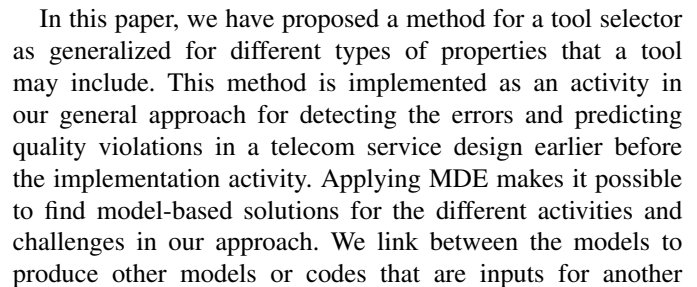 In this paper, we have proposed a method for a tool selector
as generalized for different types of properties that a tool
may include. This method is implemented as an activity in
our general approach for detecting the errors and predicting
quality violations in a telecom service design earlier before
the implementation activity. Applying MDE makes it possible
to find model-based solutions for the different activities and
challenges in our approach. We link between the models to
produce other models or codes that are inputs for another